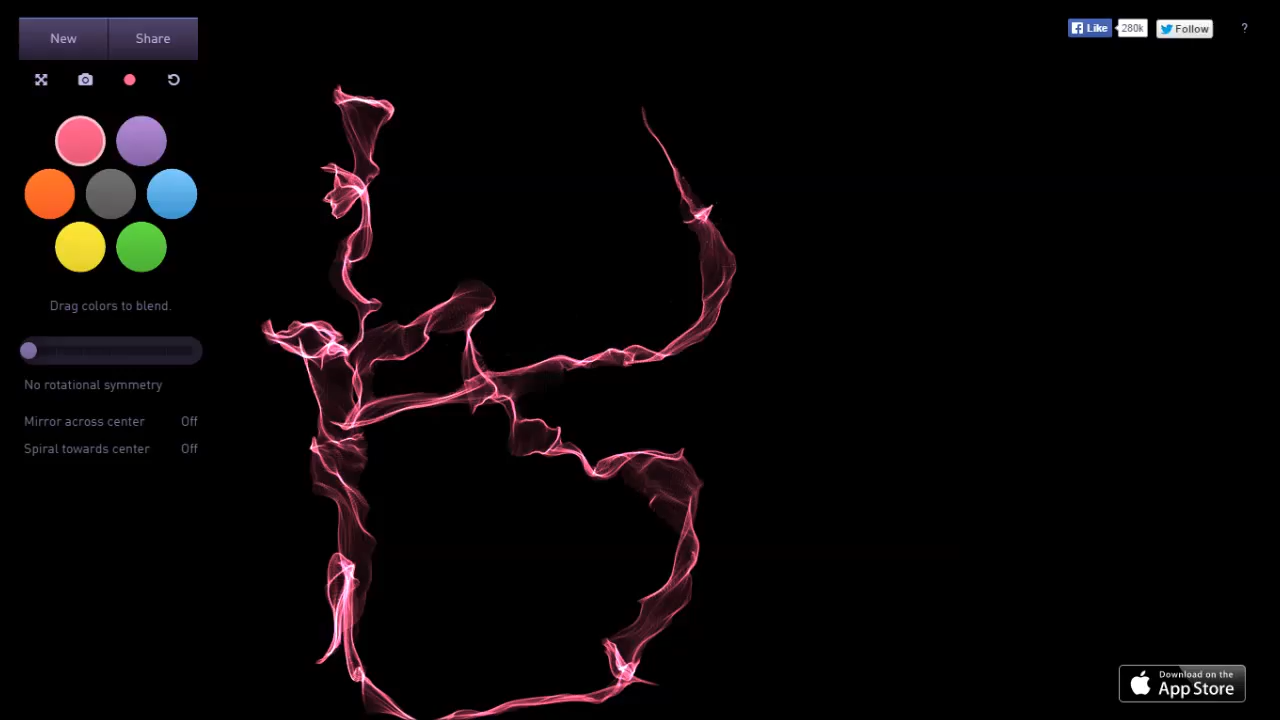 New Share
Like 280k Follow ?
Drag colors to blend.
No rotational symmetry
Mirror across center Off
Spiral towards center Off
Download on the
App Store